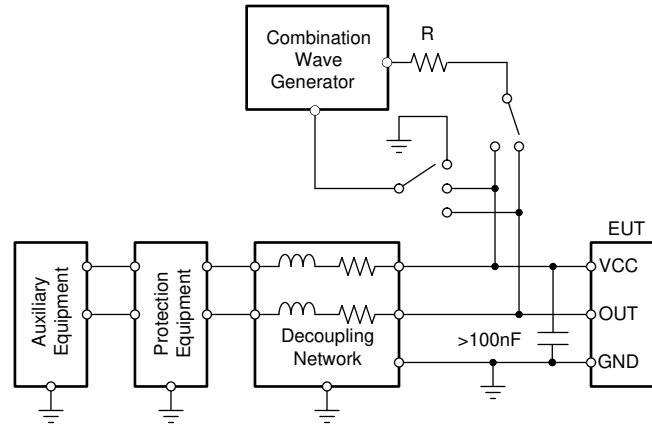 Combination
Wave
Generator
R
EUT
Auxiliary
Equipment
Protection
Equipment
Decoupling
Network
>100nF
VCC
OUT
GND